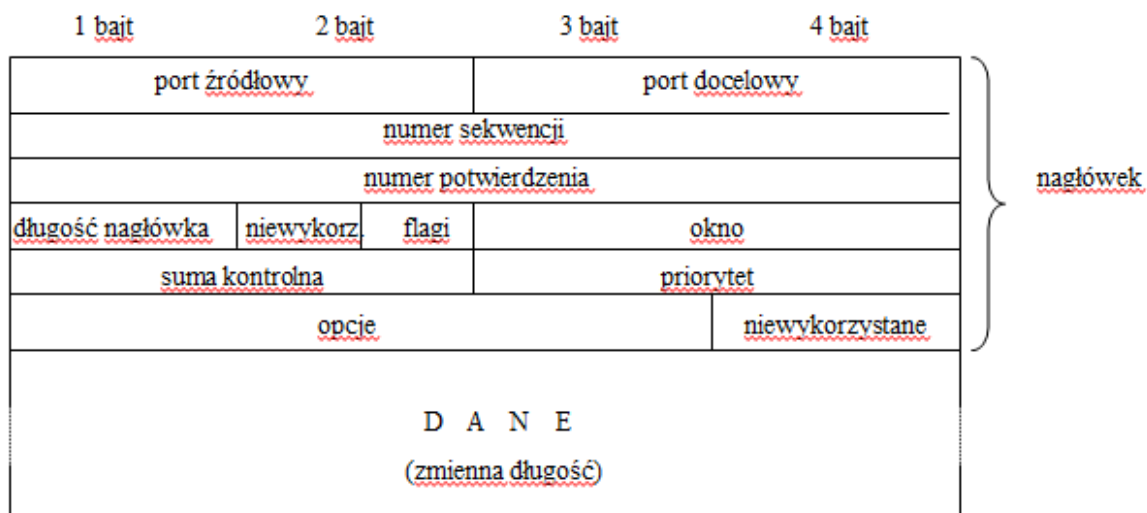 1 bajt 2 bajt 3 bajt 4 bajt
port źródłowy port docelowy
numer sekwencji
numer potwierdzenia
nagłówek
długość nagłówka niewykorz. flagi okno
suma kontrolna priorytet
opcje niewykorzystane
D A N E
(zmienna długość)